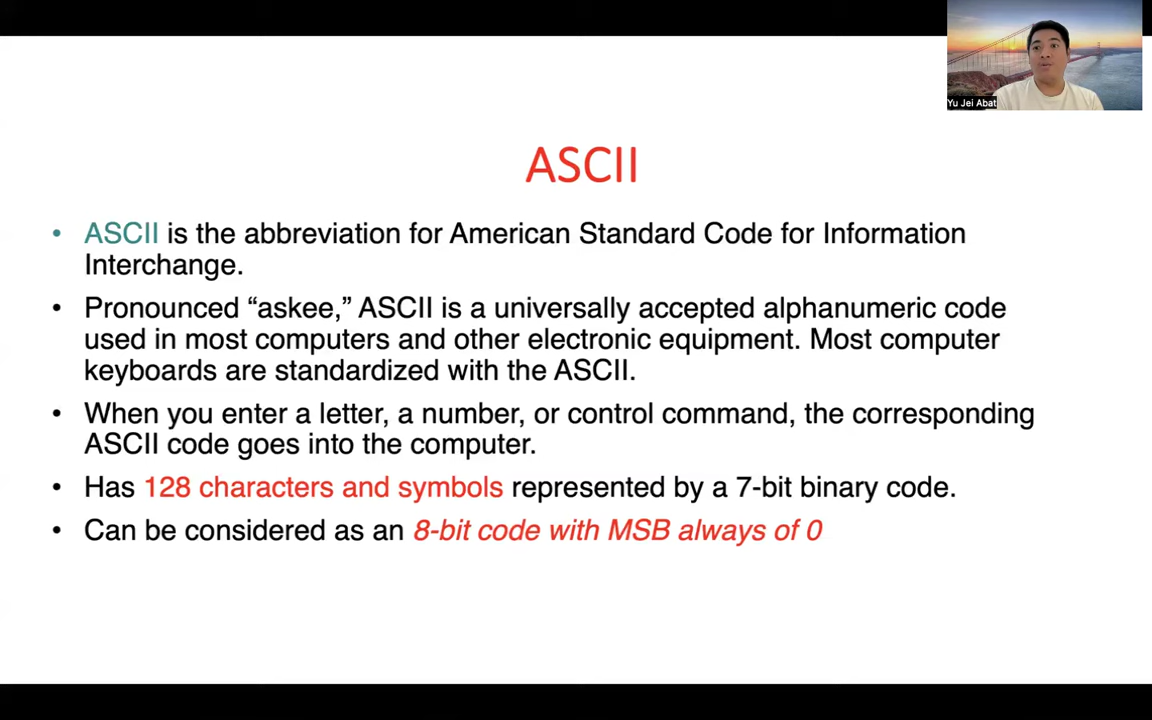 Yu Jei Abat
ASCII
• ASCII is the abbreviation for American Standard Code for Information
Interchange.
• Pronounced “askee,” ASCII is a universally accepted alphanumeric code
used in most computers and other electronic equipment. Most computer
keyboards are standardized with the ASCII.
• When you enter a letter, a number, or control command, the corresponding
ASCII code goes into the computer.
• Has 128 characters and symbols represented by a 7-bit binary code.
• Can be considered as an 8-bit code with MSB always of 0